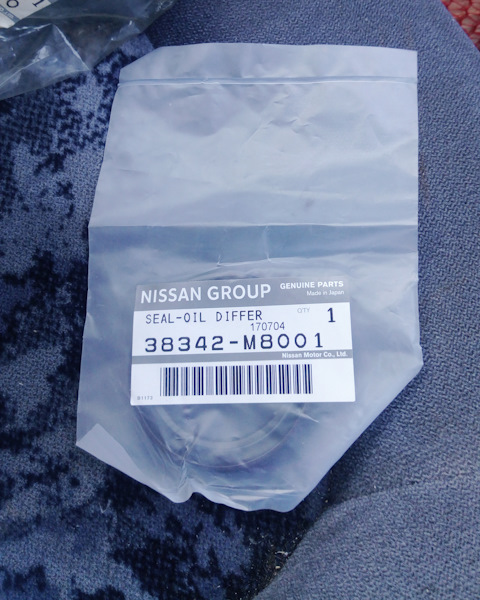 NISSAN GROUP GENUINE PARTS
Made in Japan
SEAL-OIL DIFFER QTY 1
170704
38342-M8001
Nissan Motor Co., Ltd.